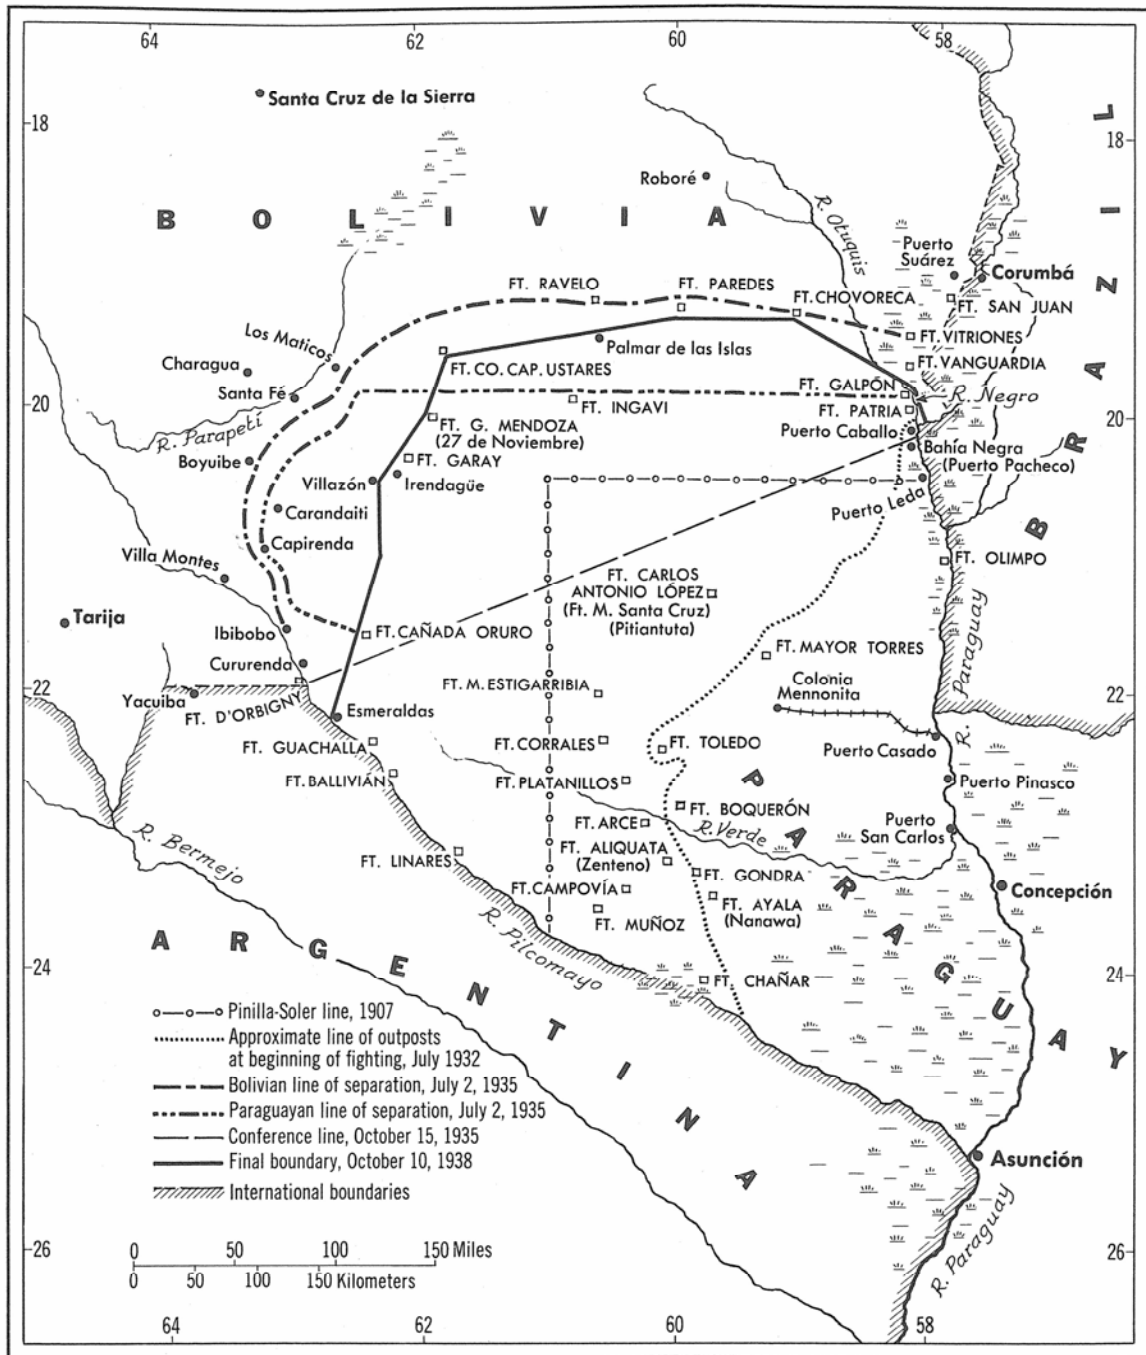 64
62
60
58
Santa Cruz de la Sierra
18
18
Roboré
BOLIVIA
R. Otuquis
Puerto
Suárez
Corumbá
BRAZIL
FT. RAVELO
FT. PAREDES
FT. CHOVORECA
FT. SAN JUAN
Los Maticos
Palmar de las Islas
FT. VITRIONES
Charagua
FT. CO. CAP. USTARES
FT. VANGUARDIA
Santa Fé
FT. GALPÓN
R. Negro
20
20
R. Parapetí
FT. INGAVI
FT. PATRIA
FT. G. MENDOZA
(27 de Noviembre)
Puerto Caballo
Bahía Negra
(Puerto Pacheco)
Boyuibe
FT. GARAY
Villazón
Irendagüe
Puerto Leda
Carandaiti
Capirenda
Villa Montes
FT. OLIMPO
FT. CARLOS
ANTONIO LÓPEZ
(Ft. M. Santa Cruz)
(Pitiantuta)
Tarija
Ibibobo
FT. CAÑADA ORURO
FT. MAYOR TORRES
R. Paraguay
Cururenda
Colonia
Mennonita
22
22
Yacuiba
FT. D'ORBIGNY
FT. M. ESTIGARRIBIA
Esmeraldas
FT. GUACHALLA
FT. CORRALES
FT. TOLEDO
Puerto Casado
FT. BALLIVIÁN
FT. PLATANILLOS
PARAGUAY
Puerto Pinasco
FT. BOQUERÓN
R. Bermejo
FT. ARCE
R. Verde
Puerto
San Carlos
FT. LINARES
FT. ALIQUATA
(Zenteno)
FT. GONDRA
FT. CAMPOVÍA
Concepción
FT. AYALA
(Nanawa)
FT. MUÑOZ
R. Pilcomayo
ARGENTINA
24
24
FT. CHAÑAR
Pinilla-Soler line, 1907
Approximate line of outposts
at beginning of fighting, July 1932
Bolivian line of separation, July 2, 1935
Paraguayan line of separation, July 2, 1935
Conference line, October 15, 1935
Final boundary, October 10, 1938
International boundaries
Asunción
R. Paraguay
26
26
0 50 100 150 Miles
0 50 100 150 Kilometers
64
62
60
58